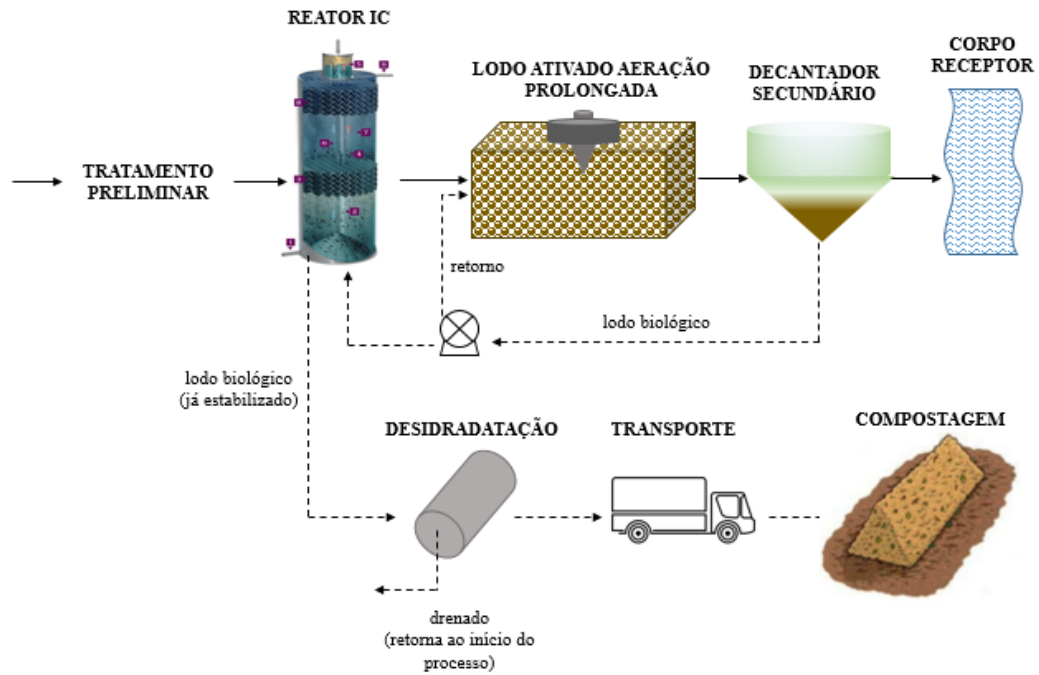 REATOR IC
LODO ATIVADO AERAÇÃO
PROLONGADA
DECANTADOR
SECUNDÁRIO
CORPO
RECEPTOR
TRATAMENTO
PRELIMINAR
retorno
lodo biológico
lodo biológico
(já estabilizado)
DESIDRADATAÇÃO
TRANSPORTE
COMPOSTAGEM
drenado
(retorna ao início do
processo)